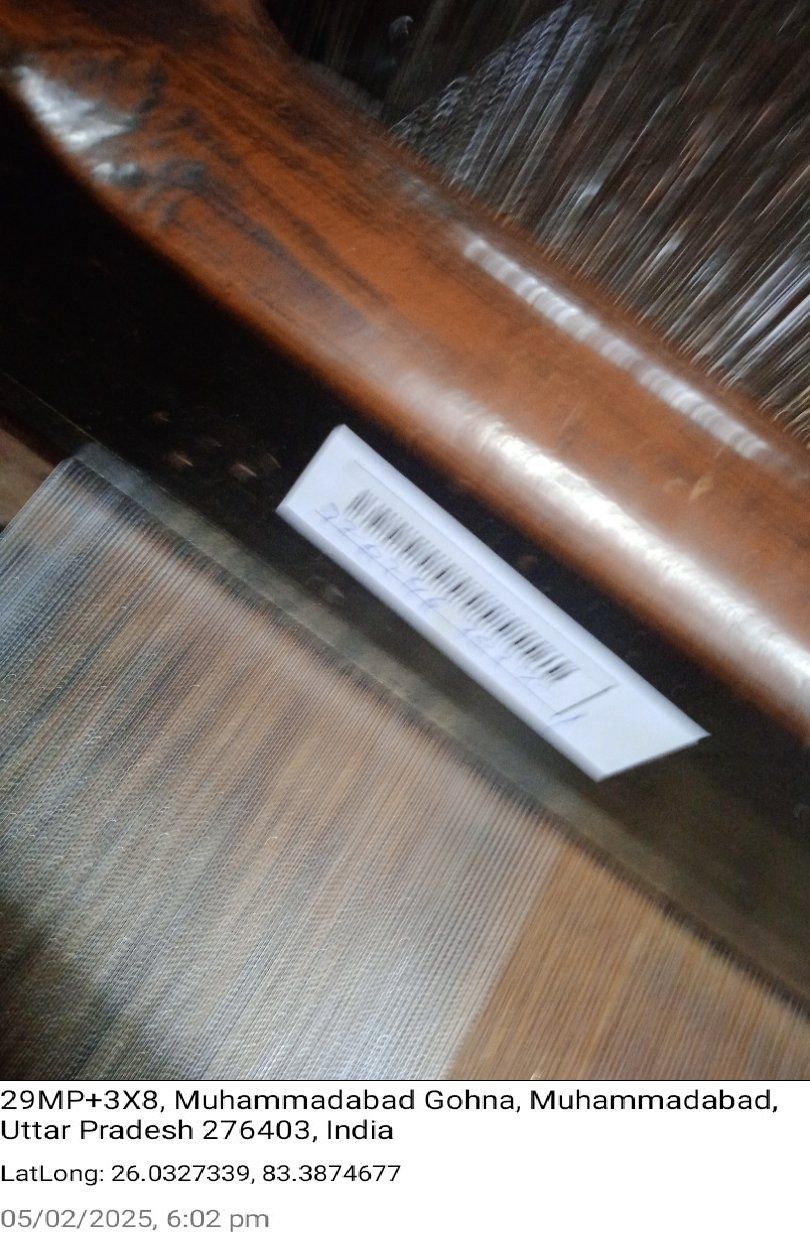 29MP+3X8, Muhammadabad Gohna, Muhammadabad,
Uttar Pradesh 276403, India
LatLong: 26.0327339, 83.3874677
05/02/2025, 6:02 pm